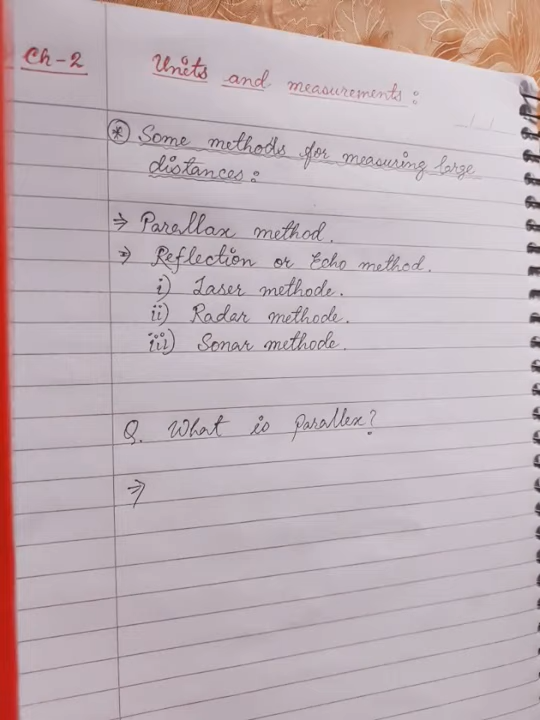 Ch-2
Units and measurements:
* Some methods for measuring large
distances:
⇒ Parallax method.
⇒ Reflection or Echo method.
i) Laser methode.
ii) Radar methode.
iii) Sonar methode.
Q. What is parallex?
⇒